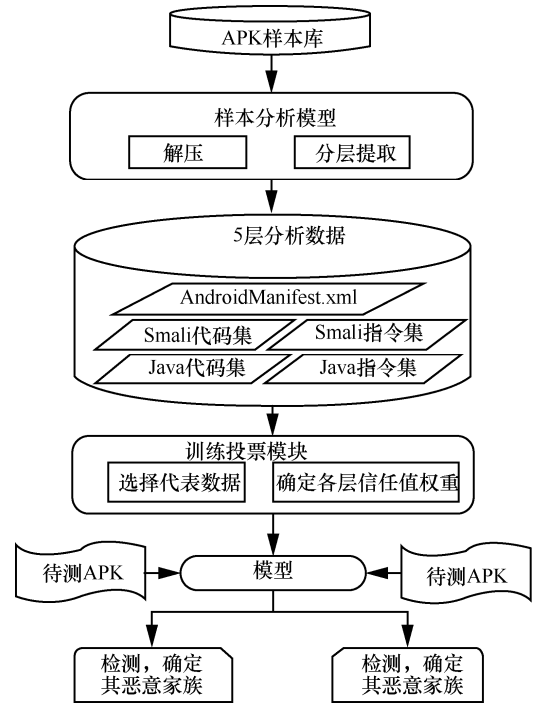 APK样本库
样本分析模型
解压
分层提取
5层分析数据
AndroidManifest.xml
Smali代码集
Smali指令集
Java代码集
Java指令集
训练投票模块
选择代表数据
确定各层信任值权重
待测APK
模型
待测APK
检测，确定
其恶意家族
检测，确定
其恶意家族